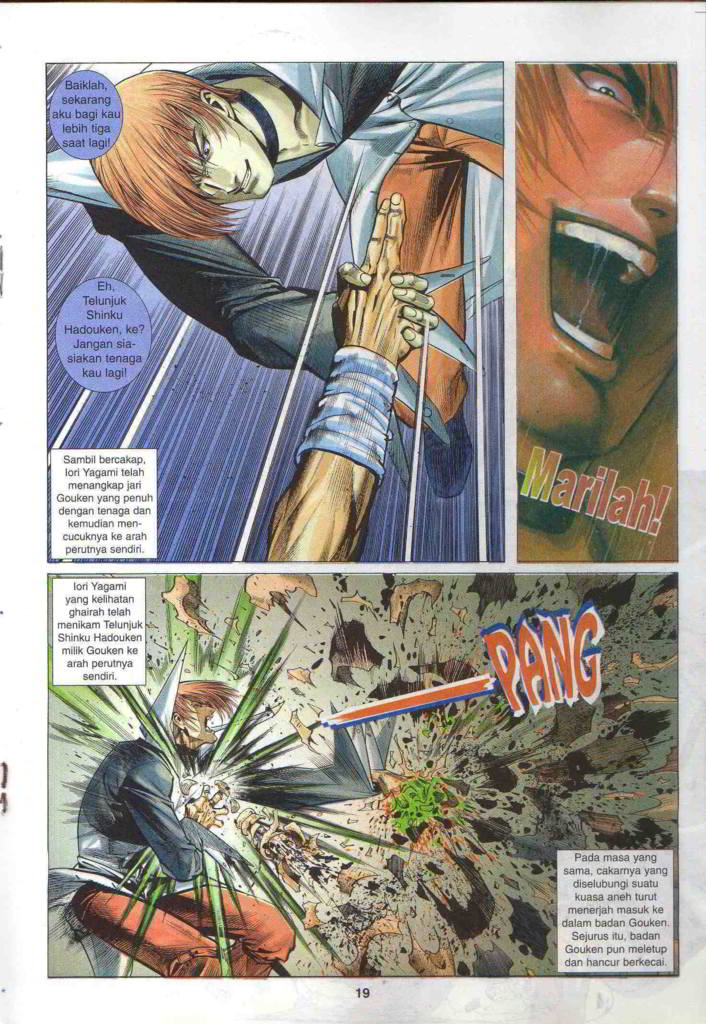 Baiklah,
sekarang
aku bagi kau
lebih tiga
saat lagi!
Eh,
Telunjuk
Shinku
Hadouken, ke?
Jangan sia-
siakan tenaga
kau lagi!
Sambil bercakap,
Iori Yagami telah
menangkap jari
Gouken yang penuh
dengan tenaga dan
kemudian men-
cucuknya ke arah
perutnya sendiri.
Marilah!
Iori Yagami
yang kelihatan
ghairah telah
menikam Telunjuk
Shinku Hadouken
milik Gouken ke
arah perutnya
sendiri.
PANG
Pada masa yang
sama, cakarnya yang
diselubungi suatu
kuasa aneh turut
menerjah masuk ke
dalam badan Gouken.
Sejurus itu, badan
Gouken pun meletup
dan hancur berkecai.
19